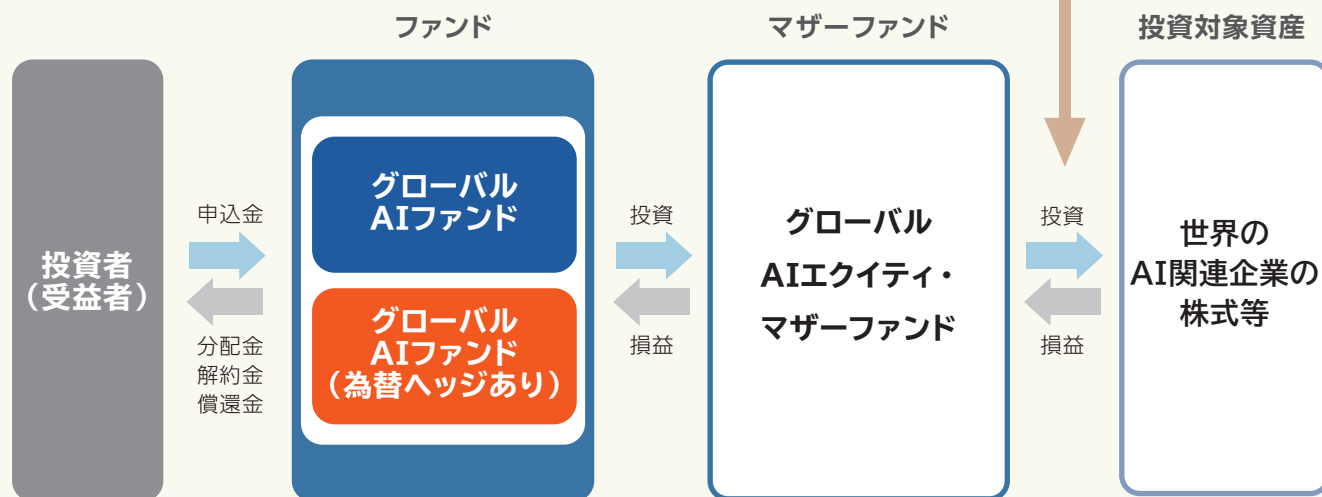 ファンド
マザーファンド
投資対象資産
投資者
（受益者）
申込金
分配金
解約金
償還金
グローバル
AIファンド
グローバル
AIファンド
（為替ヘッジあり）
投資
損益
グローバル
AIエクイティ・
マザーファンド
投資
損益
世界の
AI関連企業の
株式等